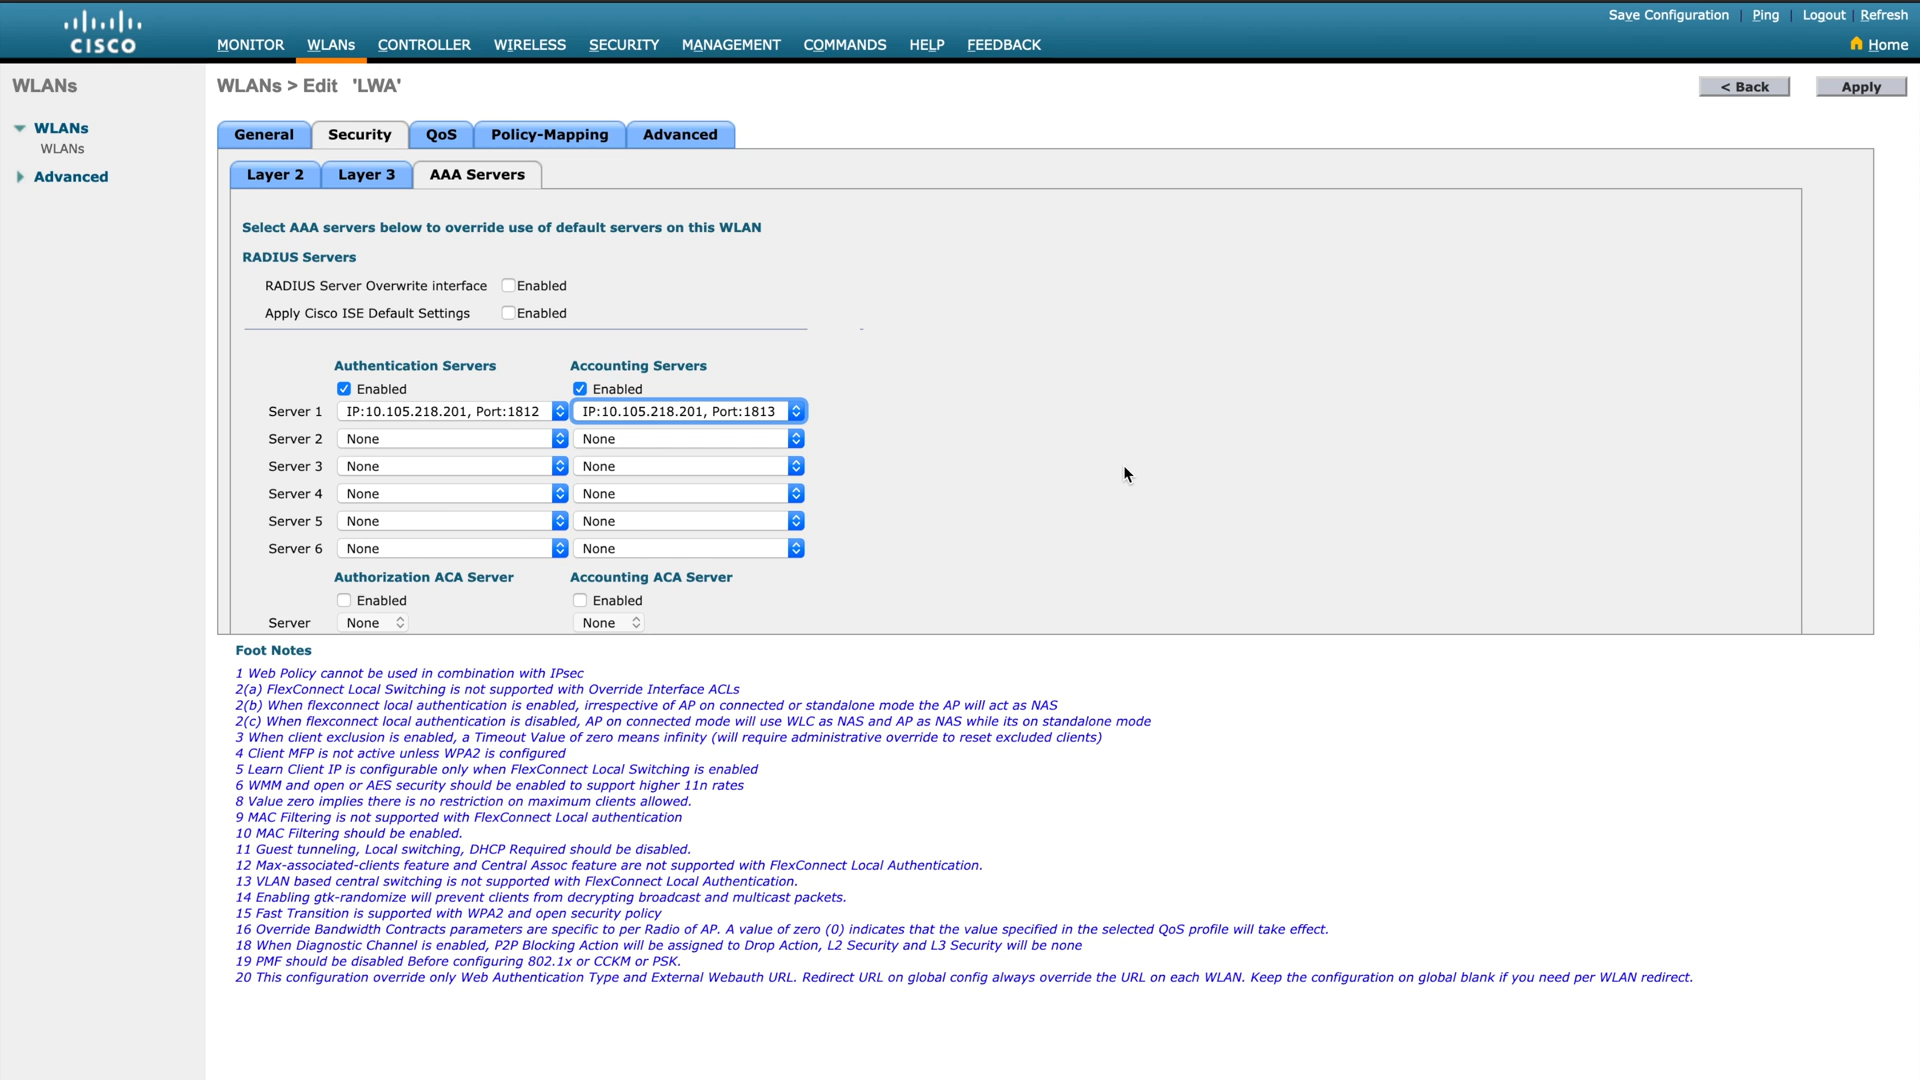 Save Configuration | Ping | Logout | Refresh
CISCO
MONITOR WLANs CONTROLLER WIRELESS SECURITY MANAGEMENT COMMANDS HELP FEEDBACK
Home
WLANs
WLANs > Edit 'LWA'
< Back
Apply
WLANs
WLANs
Advanced
General Security QoS Policy-Mapping Advanced
Layer 2 Layer 3 AAA Servers
Select AAA servers below to override use of default servers on this WLAN
RADIUS Servers
RADIUS Server Overwrite interface Enabled
Apply Cisco ISE Default Settings Enabled
Authentication Servers Accounting Servers
Enabled Enabled
Server 1 IP:10.105.218.201, Port:1812 IP:10.105.218.201, Port:1813
Server 2 None None
Server 3 None None
Server 4 None None
Server 5 None None
Server 6 None None
Authorization ACA Server Accounting ACA Server
Enabled Enabled
Server None None
Foot Notes
1 Web Policy cannot be used in combination with IPsec
2(a) FlexConnect Local Switching is not supported with Override Interface ACLs
2(b) When flexconnect local authentication is enabled, irrespective of AP on connected or standalone mode the AP will act as NAS
2(c) When flexconnect local authentication is disabled, AP on connected mode will use WLC as NAS and AP as NAS while its on standalone mode
3 When client exclusion is enabled, a Timeout Value of zero means infinity (will require administrative override to reset excluded clients)
4 Client MFP is not active unless WPA2 is configured
5 Learn Client IP is configurable only when FlexConnect Local Switching is enabled
6 WMM and open or AES security should be enabled to support higher 11n rates
8 Value zero implies there is no restriction on maximum clients allowed.
9 MAC Filtering is not supported with FlexConnect Local authentication
10 MAC Filtering should be enabled.
11 Guest tunneling, Local switching, DHCP Required should be disabled.
12 Max-associated-clients feature and Central Assoc feature are not supported with FlexConnect Local Authentication.
13 VLAN based central switching is not supported with FlexConnect Local Authentication.
14 Enabling gtk-randomize will prevent clients from decrypting broadcast and multicast packets.
15 Fast Transition is supported with WPA2 and open security policy
16 Override Bandwidth Contracts parameters are specific to per Radio of AP. A value of zero (0) indicates that the value specified in the selected QoS profile will take effect.
18 When Diagnostic Channel is enabled, P2P Blocking Action will be assigned to Drop Action, L2 Security and L3 Security will be none
19 PMF should be disabled Before configuring 802.1x or CCKM or PSK.
20 This configuration override only Web Authentication Type and External Webauth URL. Redirect URL on global config always override the URL on each WLAN. Keep the configuration on global blank if you need per WLAN redirect.